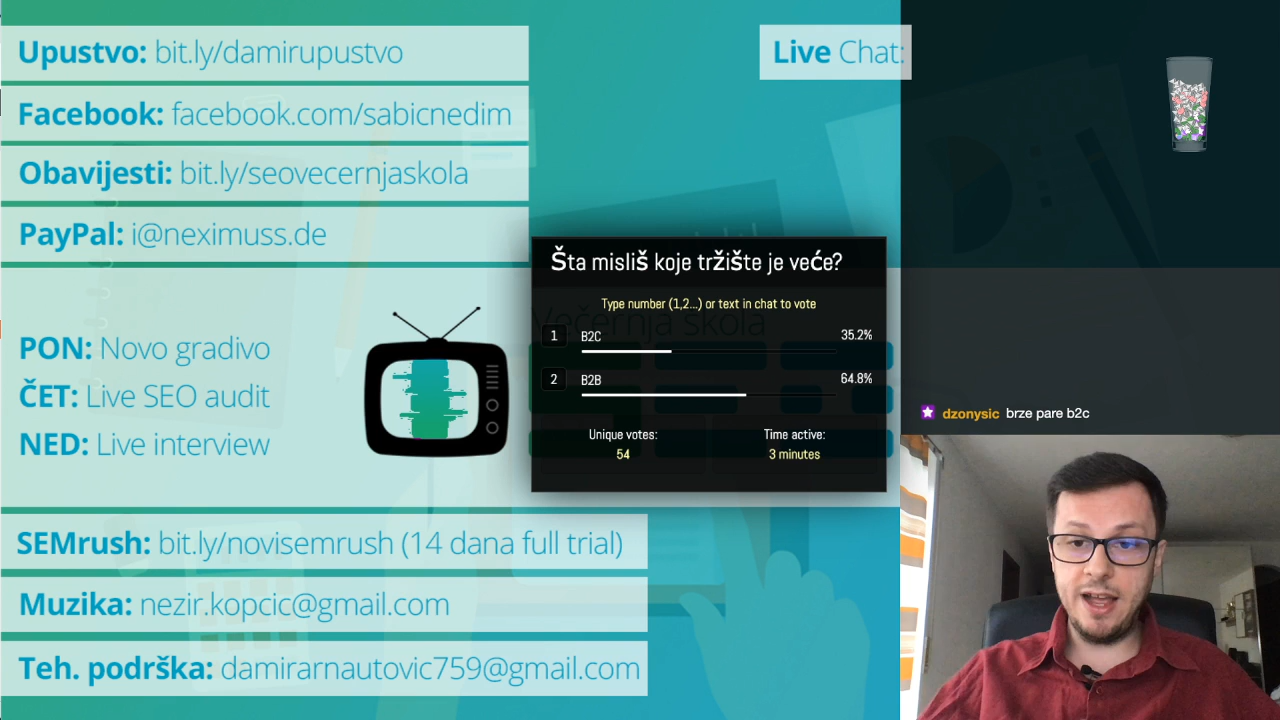 Upustvo: bit.ly/damirupustvo
Facebook: facebook.com/sabicnedim
Obavijesti: bit.ly/seovecernjaskola
PayPal: i@neximuss.de
PON: Novo gradivo
ČET: Live SEO audit
NED: Live interview
SEMrush: bit.ly/novisemrush (14 dana full trial)
Muzika: nezir.kopcic@gmail.com
Teh. podrška: damirarnautovic759@gmail.com
Live Chat:
Šta misliš koje tržište je veće?
Type number (1,2...) or text in chat to vote
Večernja škola
1 B2C 35.2%
2 B2B 64.8%
Unique votes: Time active:
54 3 minutes
dzonysic brze pare b2c